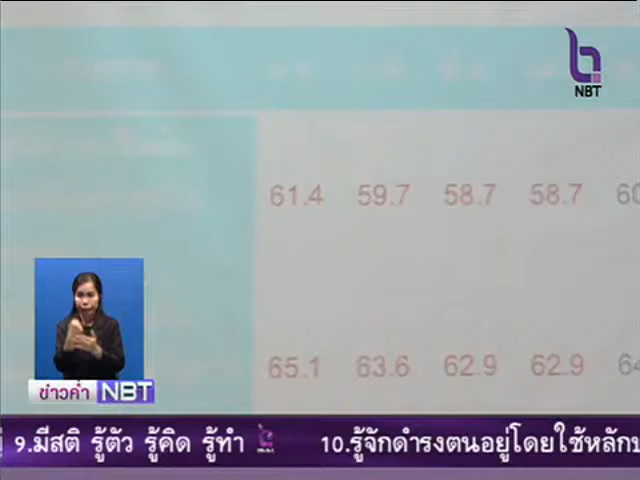 NBT
61.4 59.7 58.7 58.7 60
65.1 63.6 62.9 62.9 64
ข่าวค่ำ NBT
9.มีสติ รู้ตัว รู้คิด รู้ทำ 10.รู้จักดำรงตนอยู่โดยใช้หลัก